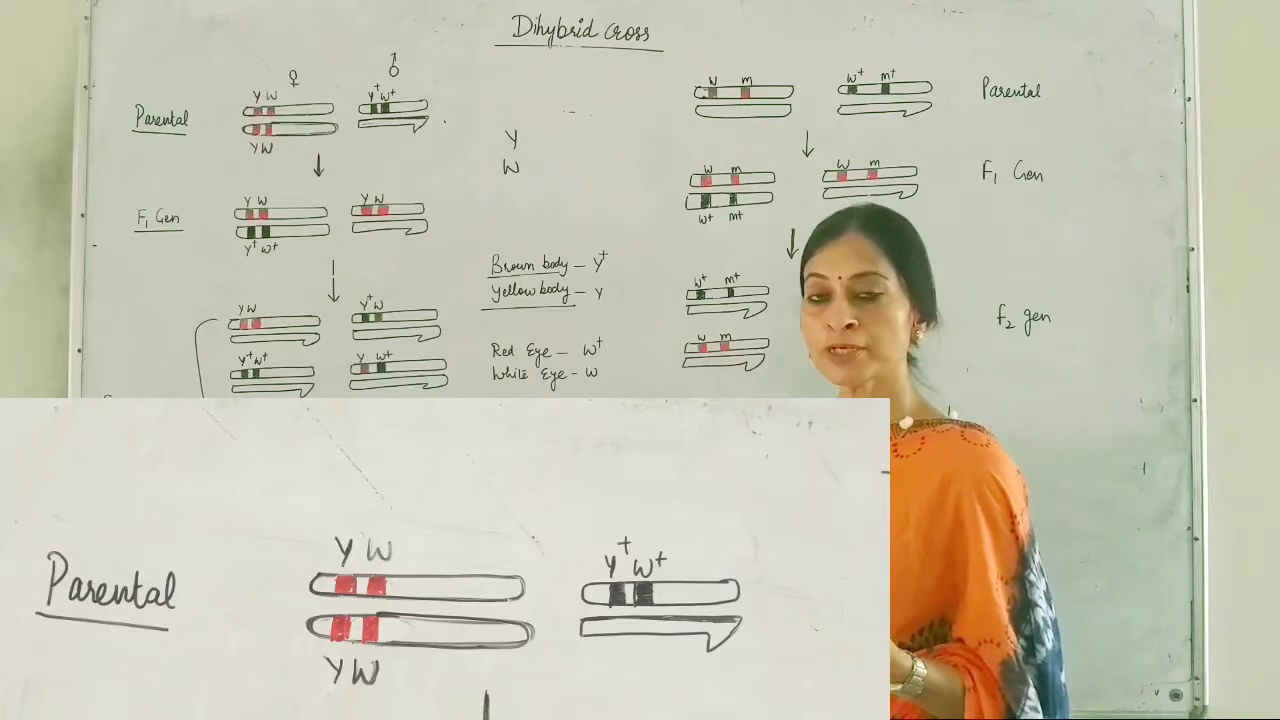 Dihybrid cross
♀ ♂
Y W Y+ W+
Parental
Y W
Y W Y W
F1 Gen
Y+ W+
Y W Y+ W
Y+ W+ Y W+
Y
W
Brown body – Y+
Yellow body – Y
Red Eye – W+
White Eye – W
W m W+ m+
Parental
W m W m
F1 Gen
W+ m+
W+ m+
F2 gen
W m
Y W Y+ W+
Parental
Y W